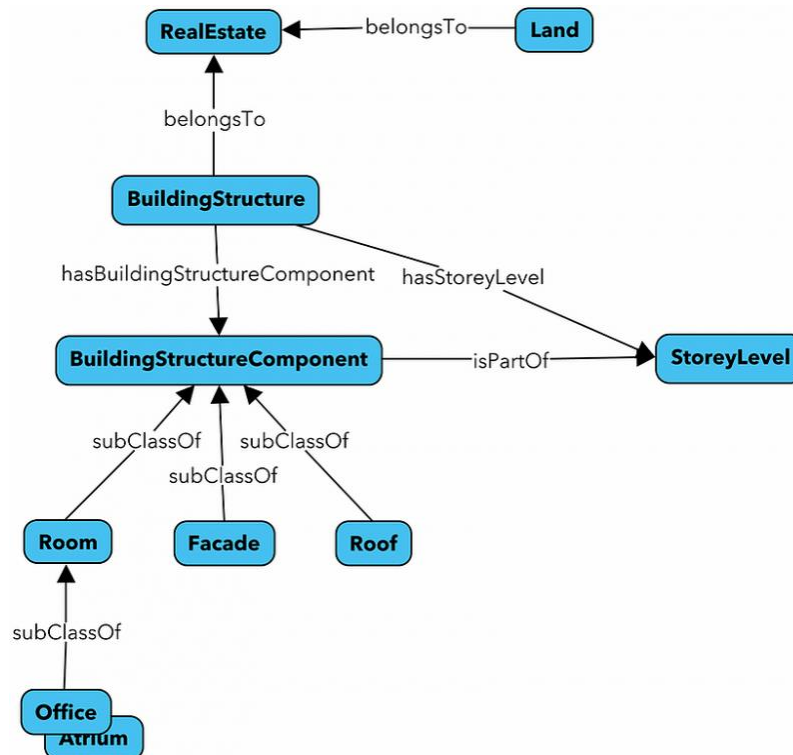 RealEstate
belongsTo
Land
belongsTo
BuildingStructure
hasBuildingStructureComponent
hasStoreyLevel
BuildingStructureComponent
isPartOf
StoreyLevel
subClassOf
subClassOf
subClassOf
Room
Facade
Roof
subClassOf
Office
Atrium